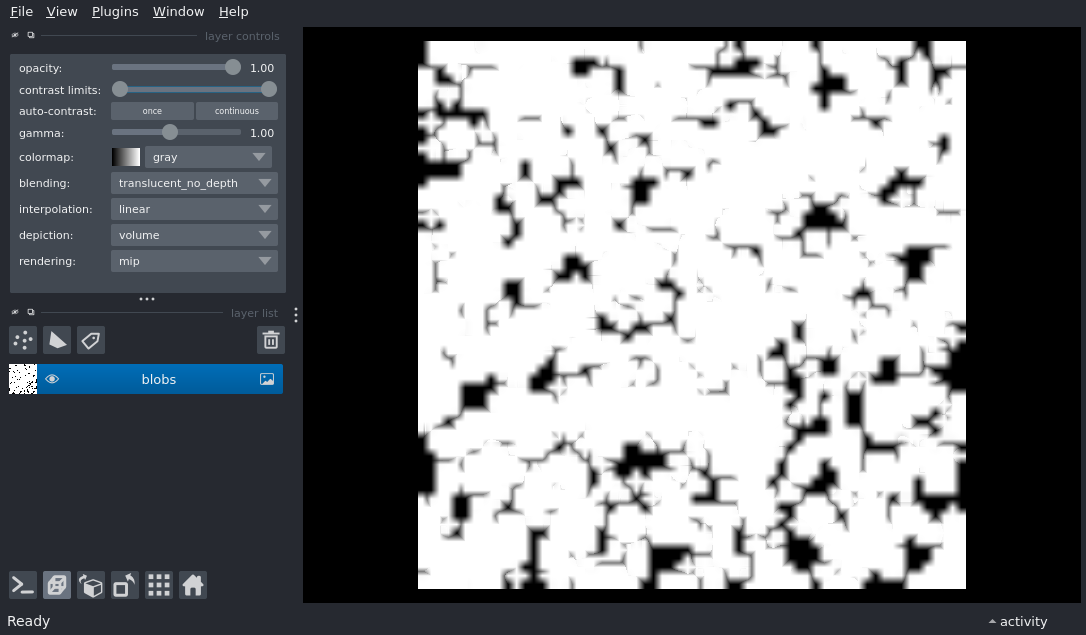 File View Plugins Window Help
layer controls
opacity: 1.00
contrast limits:
auto-contrast: once continuous
gamma: 1.00
colormap: gray
blending: translucent_no_depth
interpolation: linear
depiction: volume
rendering: mip
layer list
blobs
Ready activity